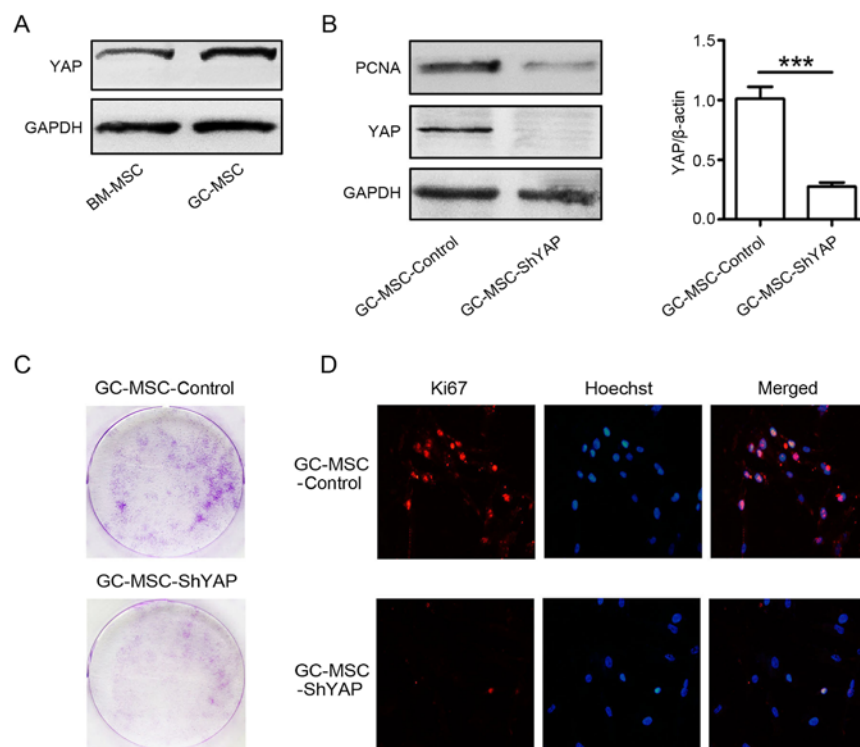 A
YAP
GAPDH
BM-MSC
GC-MSC
B
PCNA
YAP
GAPDH
GC-MSC-Control
GC-MSC-ShYAP
***
YAP/β-actin
1.0
0.5
0.0
GC-MSC-Control
GC-MSC-ShYAP
C
GC-MSC-Control
GC-MSC-ShYAP
D
Ki67 Hoechst Merged
GC-MSC
-Control
GC-MSC
-ShYAP